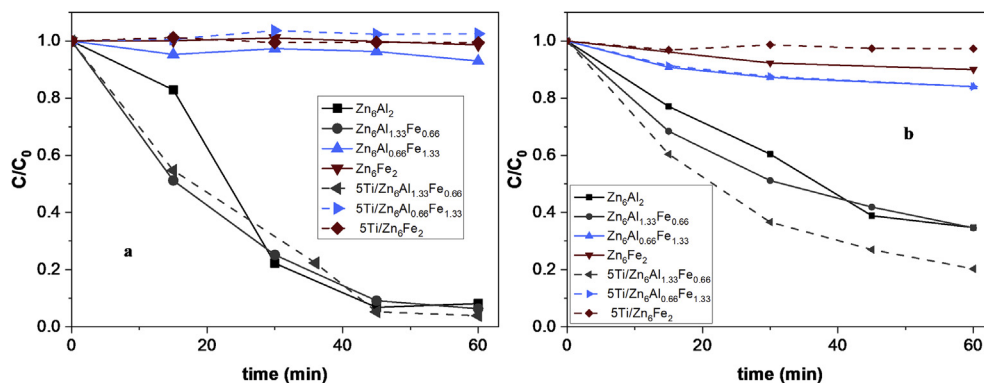 C/C₀
1.0
0.8
0.6
0.4
0.2
0.0
0
20
40
60
time (min)
a
Zn₆Al₂
Zn₆Al₁.₃₃Fe₀.₆₆
Zn₆Al₀.₆₆Fe₁.₃₃
Zn₆Fe₂
5Ti/Zn₆Al₁.₃₃Fe₀.₆₆
5Ti/Zn₆Al₀.₆₆Fe₁.₃₃
5Ti/Zn₆Fe₂
C/C₀
1.0
0.8
0.6
0.4
0.2
0.0
0
20
40
60
time (min)
b
Zn₆Al₂
Zn₆Al₁.₃₃Fe₀.₆₆
Zn₆Al₀.₆₆Fe₁.₃₃
Zn₆Fe₂
5Ti/Zn₆Al₁.₃₃Fe₀.₆₆
5Ti/Zn₆Al₀.₆₆Fe₁.₃₃
5Ti/Zn₆Fe₂